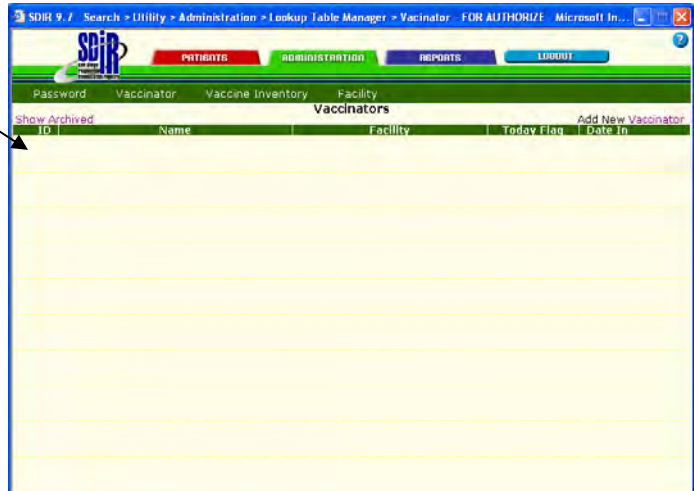 SDIR 9.7 Search > Utility > Administration > Lookup Table Manager > Vacinator - FOR AUTHORIZE Microsoft In...
SDIR
PATIENTS ADMINISTRATION REPORTS LOGOUT ?
Password Vaccinator Vaccine Inventory Facility
Vaccinators
Show Archived Add New Vaccinator
ID Name Facility Today Flag Date In